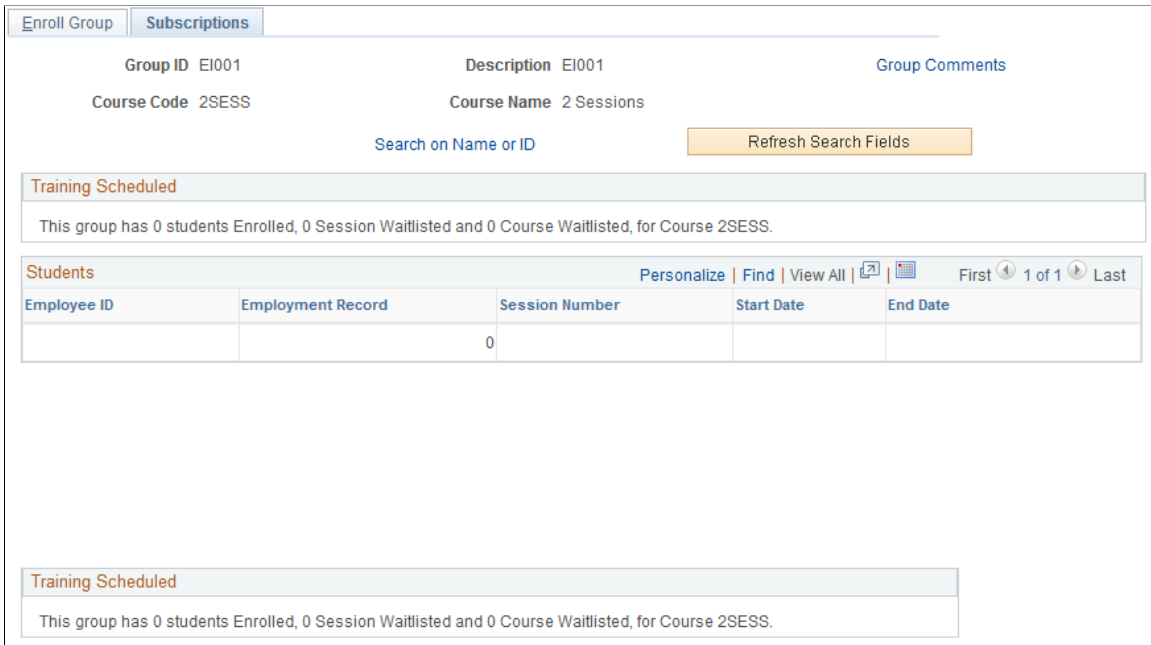 Enroll Group Subscriptions
Group ID EI001 Description EI001 Group Comments
Course Code 2SESS Course Name 2 Sessions
Search on Name or ID Refresh Search Fields
Training Scheduled
This group has 0 students Enrolled, 0 Session Waitlisted and 0 Course Waitlisted, for Course 2SESS.
Students Personalize | Find | View All | | First 1 of 1 Last
Employee ID Employment Record Session Number Start Date End Date
0
Training Scheduled
This group has 0 students Enrolled, 0 Session Waitlisted and 0 Course Waitlisted, for Course 2SESS.